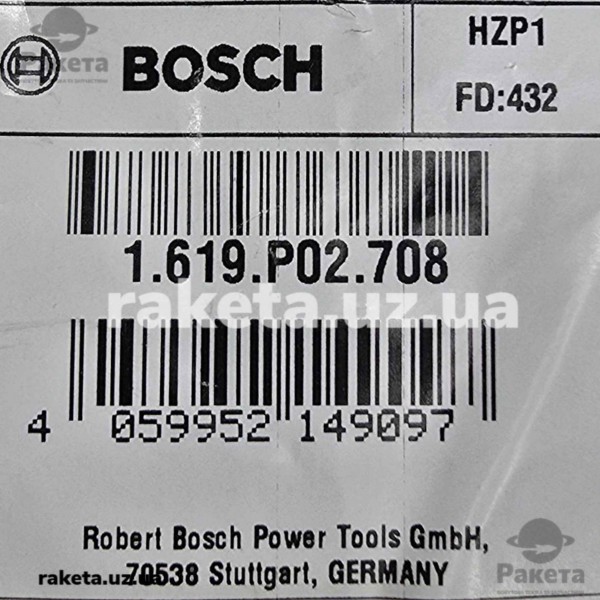 Ракета
BOSCH
HZP1
FD:432
1.619.P02.708
raketa.uz.ua
4 059952 149097
Robert Bosch Power Tools GmbH,
70538 Stuttgart, GERMANY
raketa.uz.ua
Ракета